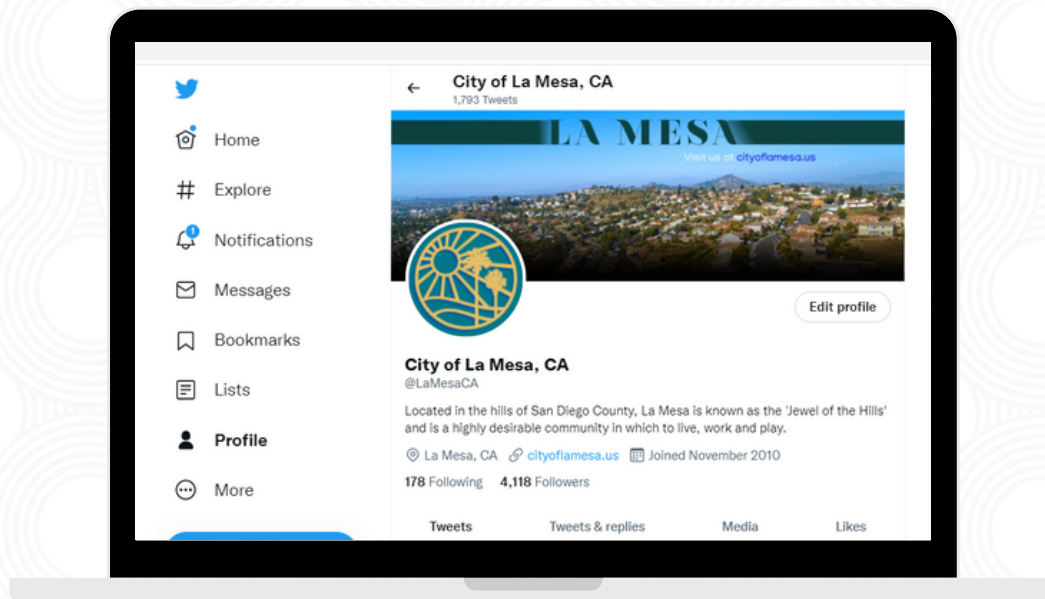 City of La Mesa, CA
1,793 Tweets
LA MESA
Visit us at cityoflamesa.us
Home
Explore
1
Notifications
Messages
Bookmarks
Lists
Profile
More
Edit profile
City of La Mesa, CA
@LaMesaCA
Located in the hills of San Diego County, La Mesa is known as the 'Jewel of the Hills'
and is a highly desirable community in which to live, work and play.
La Mesa, CA cityoflamesa.us Joined November 2010
178 Following 4,118 Followers
Tweets Tweets & replies Media Likes